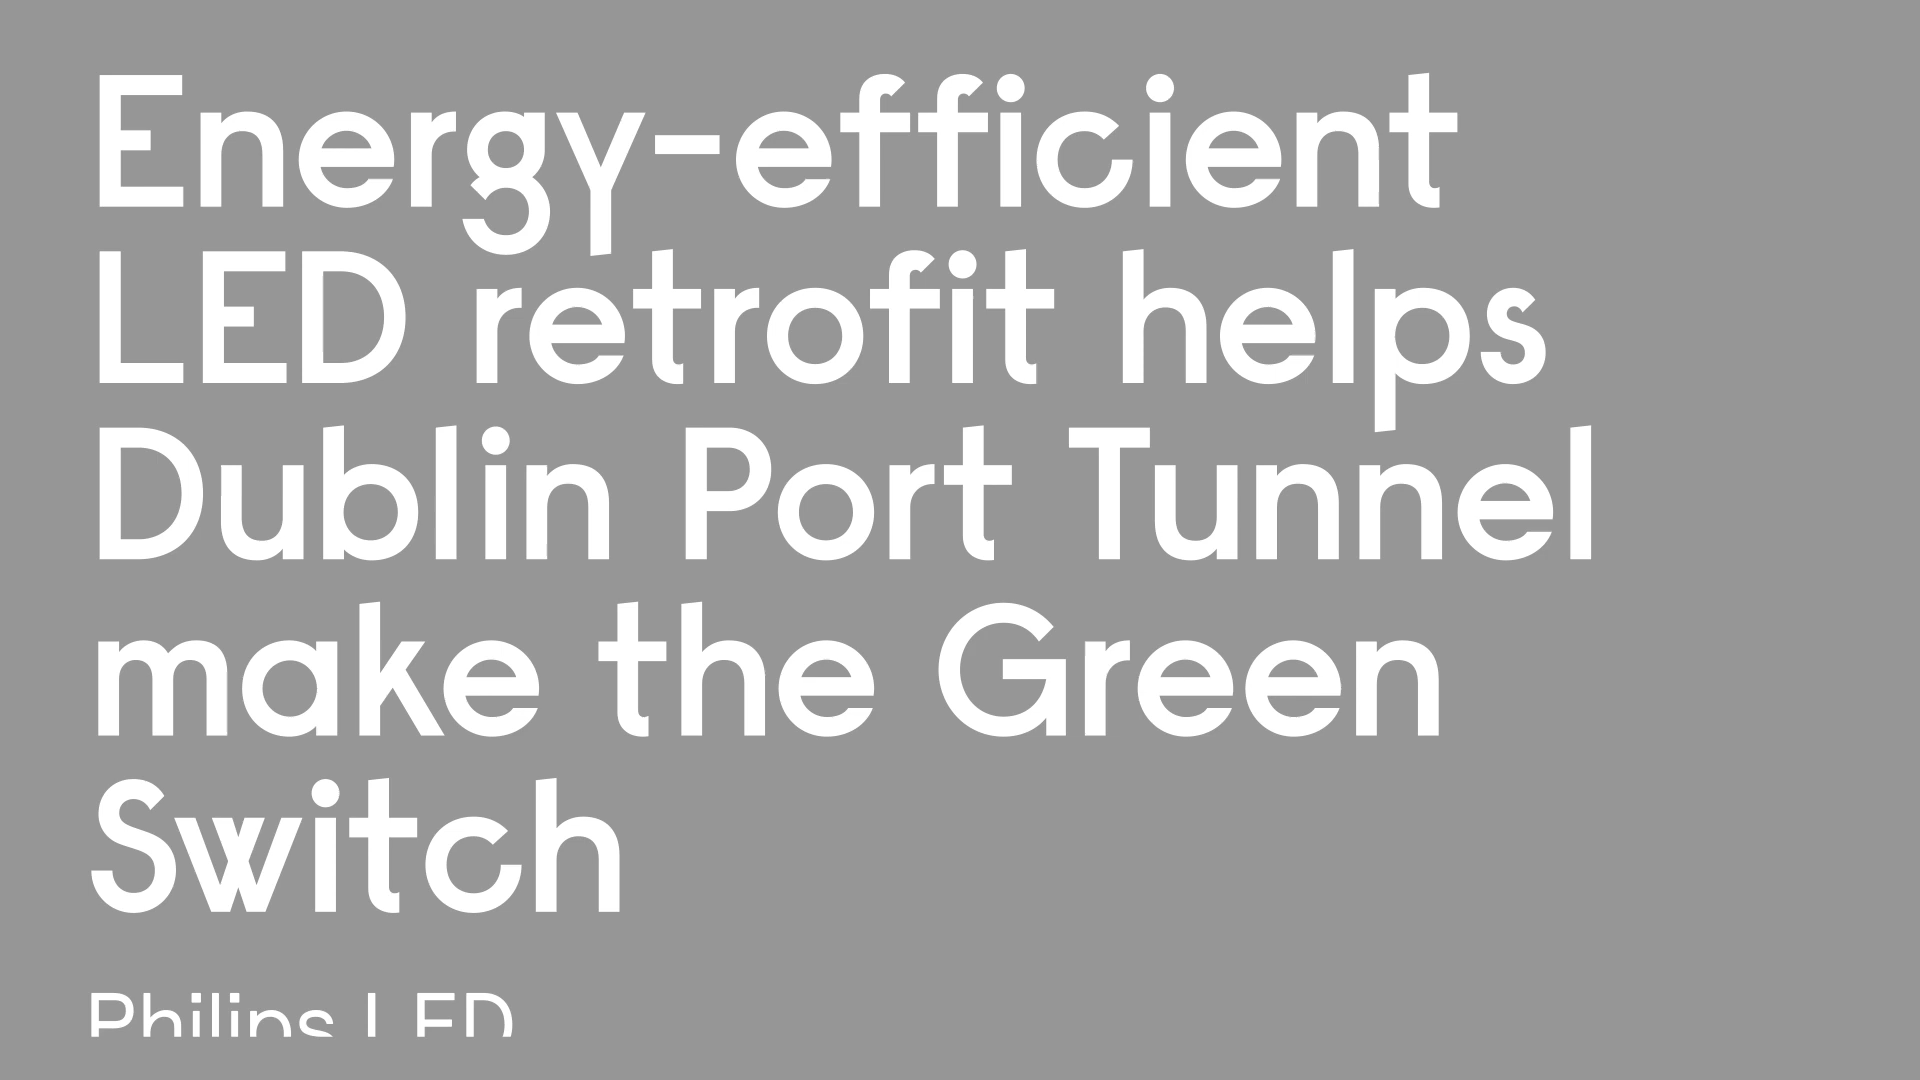 Energy-efficient
LED retrofit helps
Dublin Port Tunnel
make the Green
Switch
Philips LED